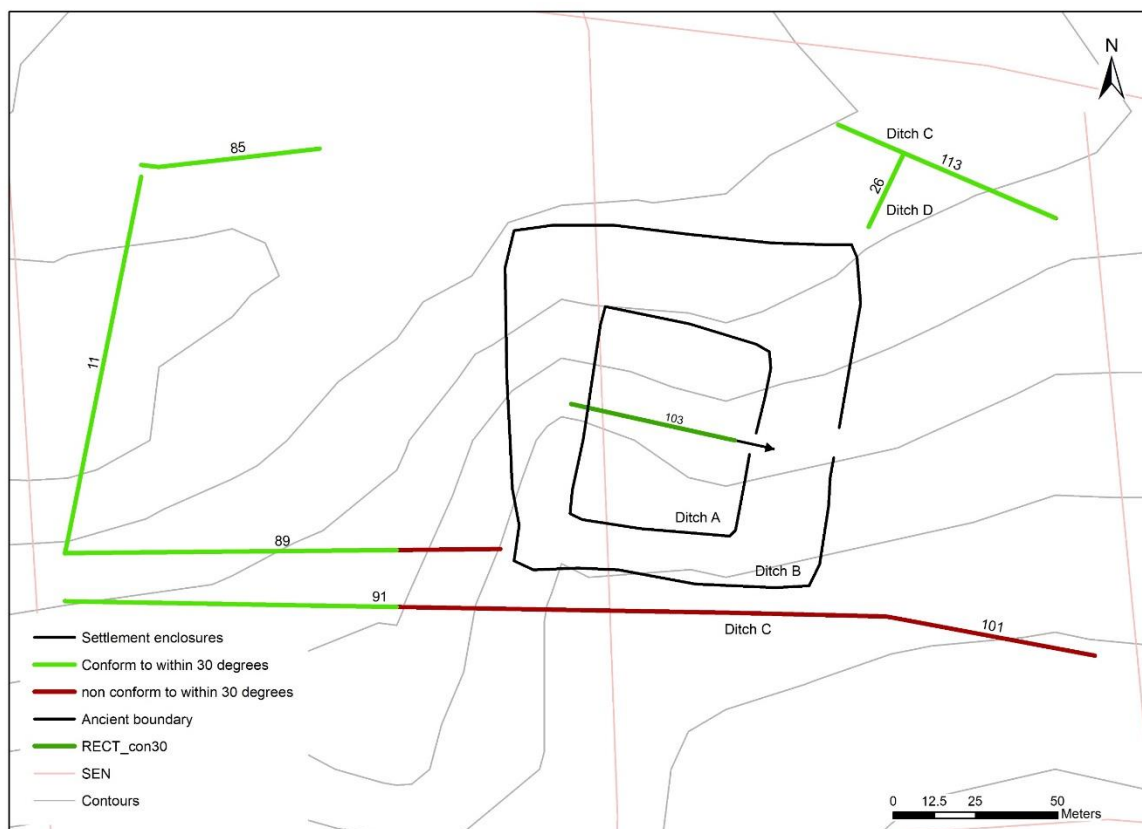 N
85
Ditch C
113
26
Ditch D
11
103
Ditch A
89
Ditch B
91
Ditch C
101
Settlement enclosures
Conform to within 30 degrees
non conform to within 30 degrees
Ancient boundary
RECT_con30
SEN
Contours
0 12.5 25 50
Meters